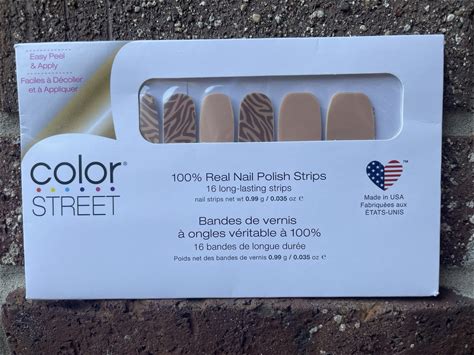 Easy Peel
& Apply
Faciles à Décoller
et à Appliquer
color®
STREET
100% Real Nail Polish Strips
16 long-lasting strips
nail strips net wt 0.99 g / 0.035 oz ℮
Bandes de vernis
à ongles véritable à 100%
16 bandes de longue durée
Poids net des bandes de vernis 0.99 g / 0.035 oz ℮
Made in USA
Fabriquées aux
ÉTATS-UNIS